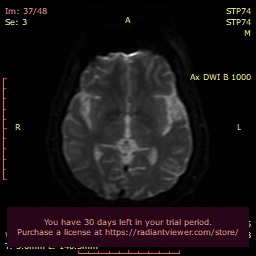 Im: 37/48
Se: 3
A
STP74
STP74
M
Ax DWI B 1000
R
L
You have 30 days left in your trial period.
Purchase a license at https://radiantviewer.com/store/